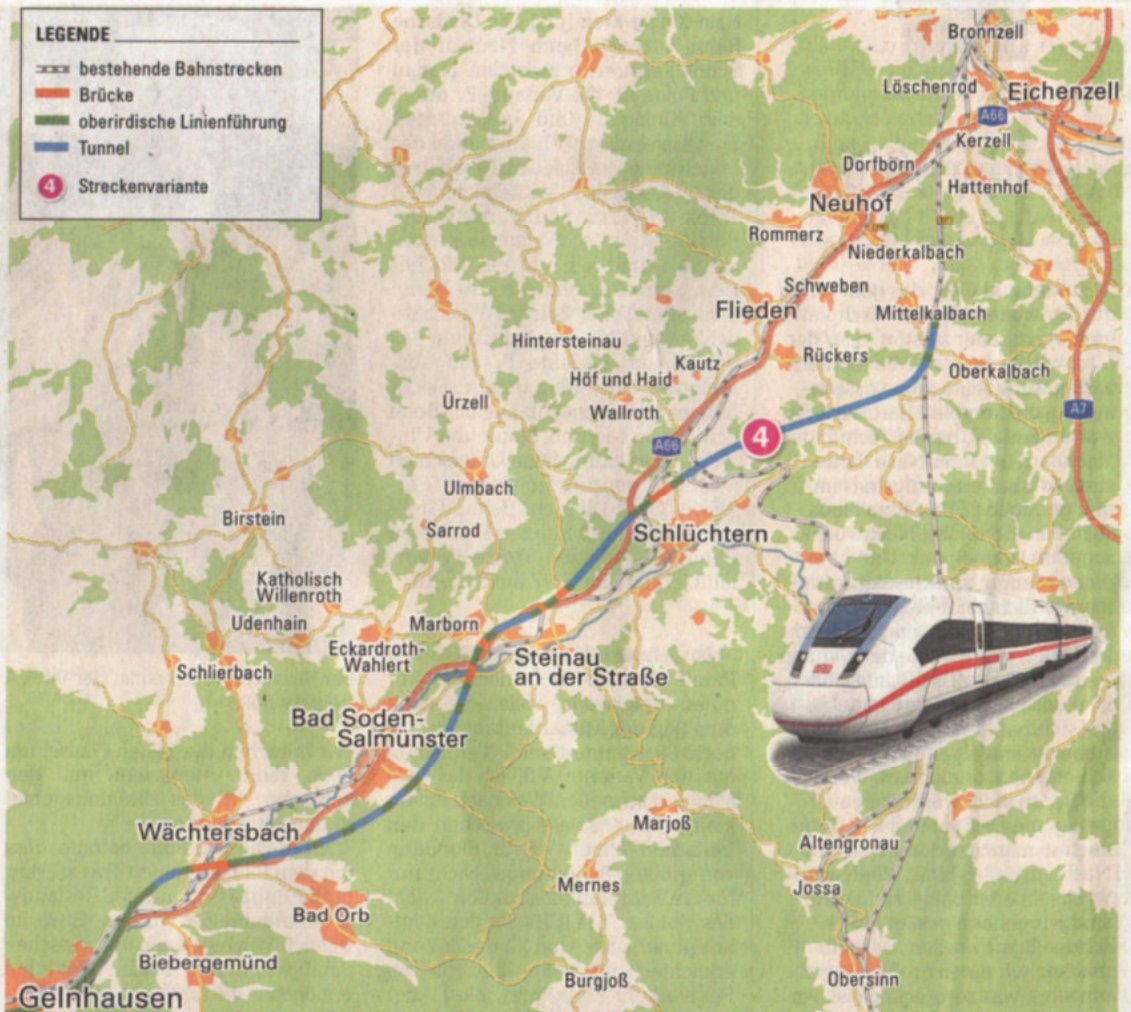 LEGENDE
bestehende Bahnstrecken
Brücke
oberirdische Linienführung
Tunnel
4 Streckenvariante
Bronnzell
Löschenrod
Eichenzell
A66
Kerzell
Dorfborn
Hattenhof
Neuhof
Rommerz
Niederkalbach
Schweben
Flieden
Mittelkalbach
Hintersteinau
Kautz
Rückers
Oberkalbach
Höf und Haid
Ürzell
Wallroth
A7
A66
4
Ulmbach
Birstein
Sarrod
Schlüchtern
Katholisch
Willenroth
Udenhain
Marborn
Eckardroth-
Wahlert
Steinau
an der Straße
Schlierbach
Bad Soden-
Salmünster
Wächtersbach
Marjoß
Altengronau
Mernes
Jossa
Bad Orb
Biebergemünd
Burgjoß
Obersinn
Gelnhausen